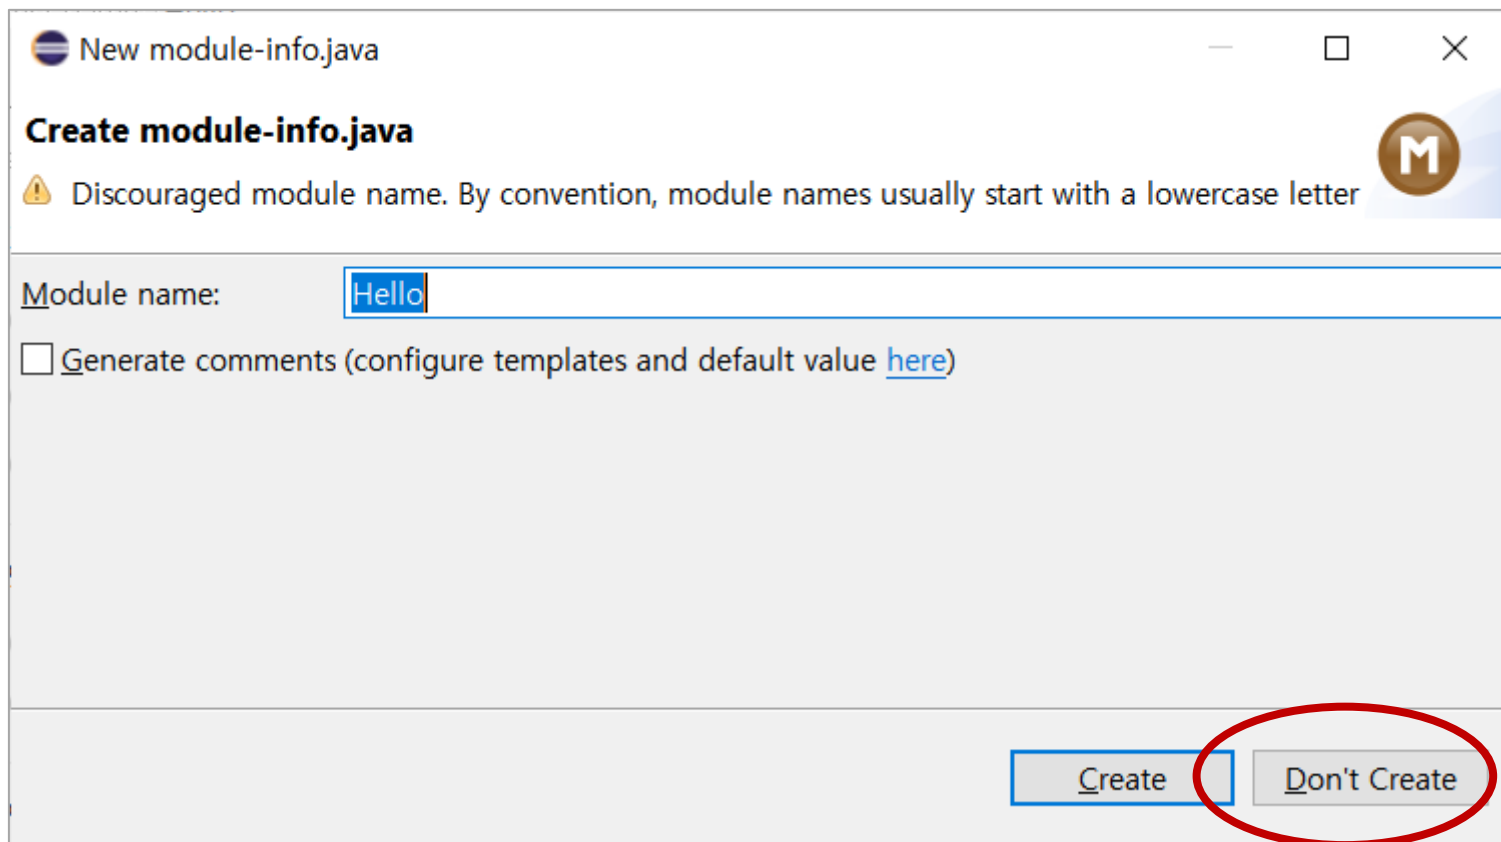 New module-info.java
Create module-info.java
M
Discouraged module name. By convention, module names usually start with a lowercase letter
Module name: Hello
Generate comments (configure templates and default value here)
Create Don't Create